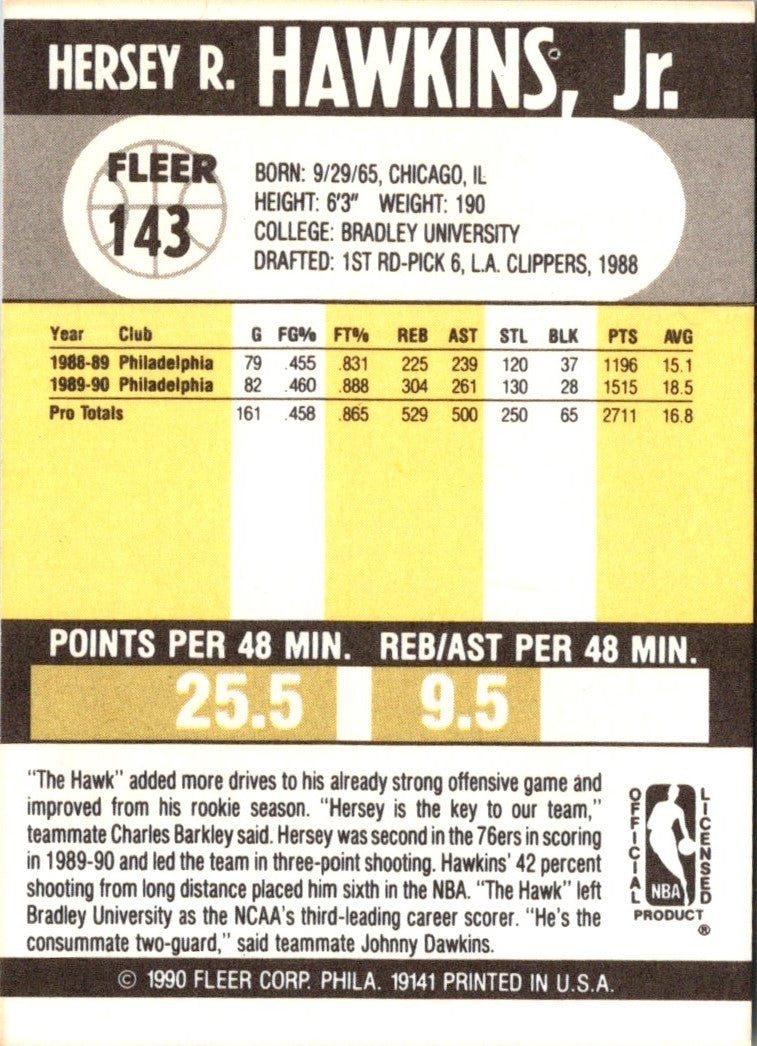 HERSEY R. HAWKINS, Jr.
FLEER
143
BORN: 9/29/65, CHICAGO, IL
HEIGHT: 6'3" WEIGHT: 190
COLLEGE: BRADLEY UNIVERSITY
DRAFTED: 1ST RD-PICK 6, L.A. CLIPPERS, 1988
Year Club G FG% FT% REB AST STL BLK PTS AVG
1988-89 Philadelphia 79 .455 .831 225 239 120 37 1196 15.1
1989-90 Philadelphia 82 .460 .888 304 261 130 28 1515 18.5
Pro Totals 161 .458 .865 529 500 250 65 2711 16.8
POINTS PER 48 MIN. REB/AST PER 48 MIN.
25.5 9.5
"The Hawk" added more drives to his already strong offensive game and
improved from his rookie season. "Hersey is the key to our team,"
teammate Charles Barkley said. Hersey was second in the 76ers in scoring
in 1989-90 and led the team in three-point shooting. Hawkins' 42 percent
shooting from long distance placed him sixth in the NBA. "The Hawk" left
Bradley University as the NCAA's third-leading career scorer. "He's the
consummate two-guard," said teammate Johnny Dawkins.
OFFICIAL
LICENSED
NBA
PRODUCT
®
© 1990 FLEER CORP. PHILA. 19141 PRINTED IN U.S.A.